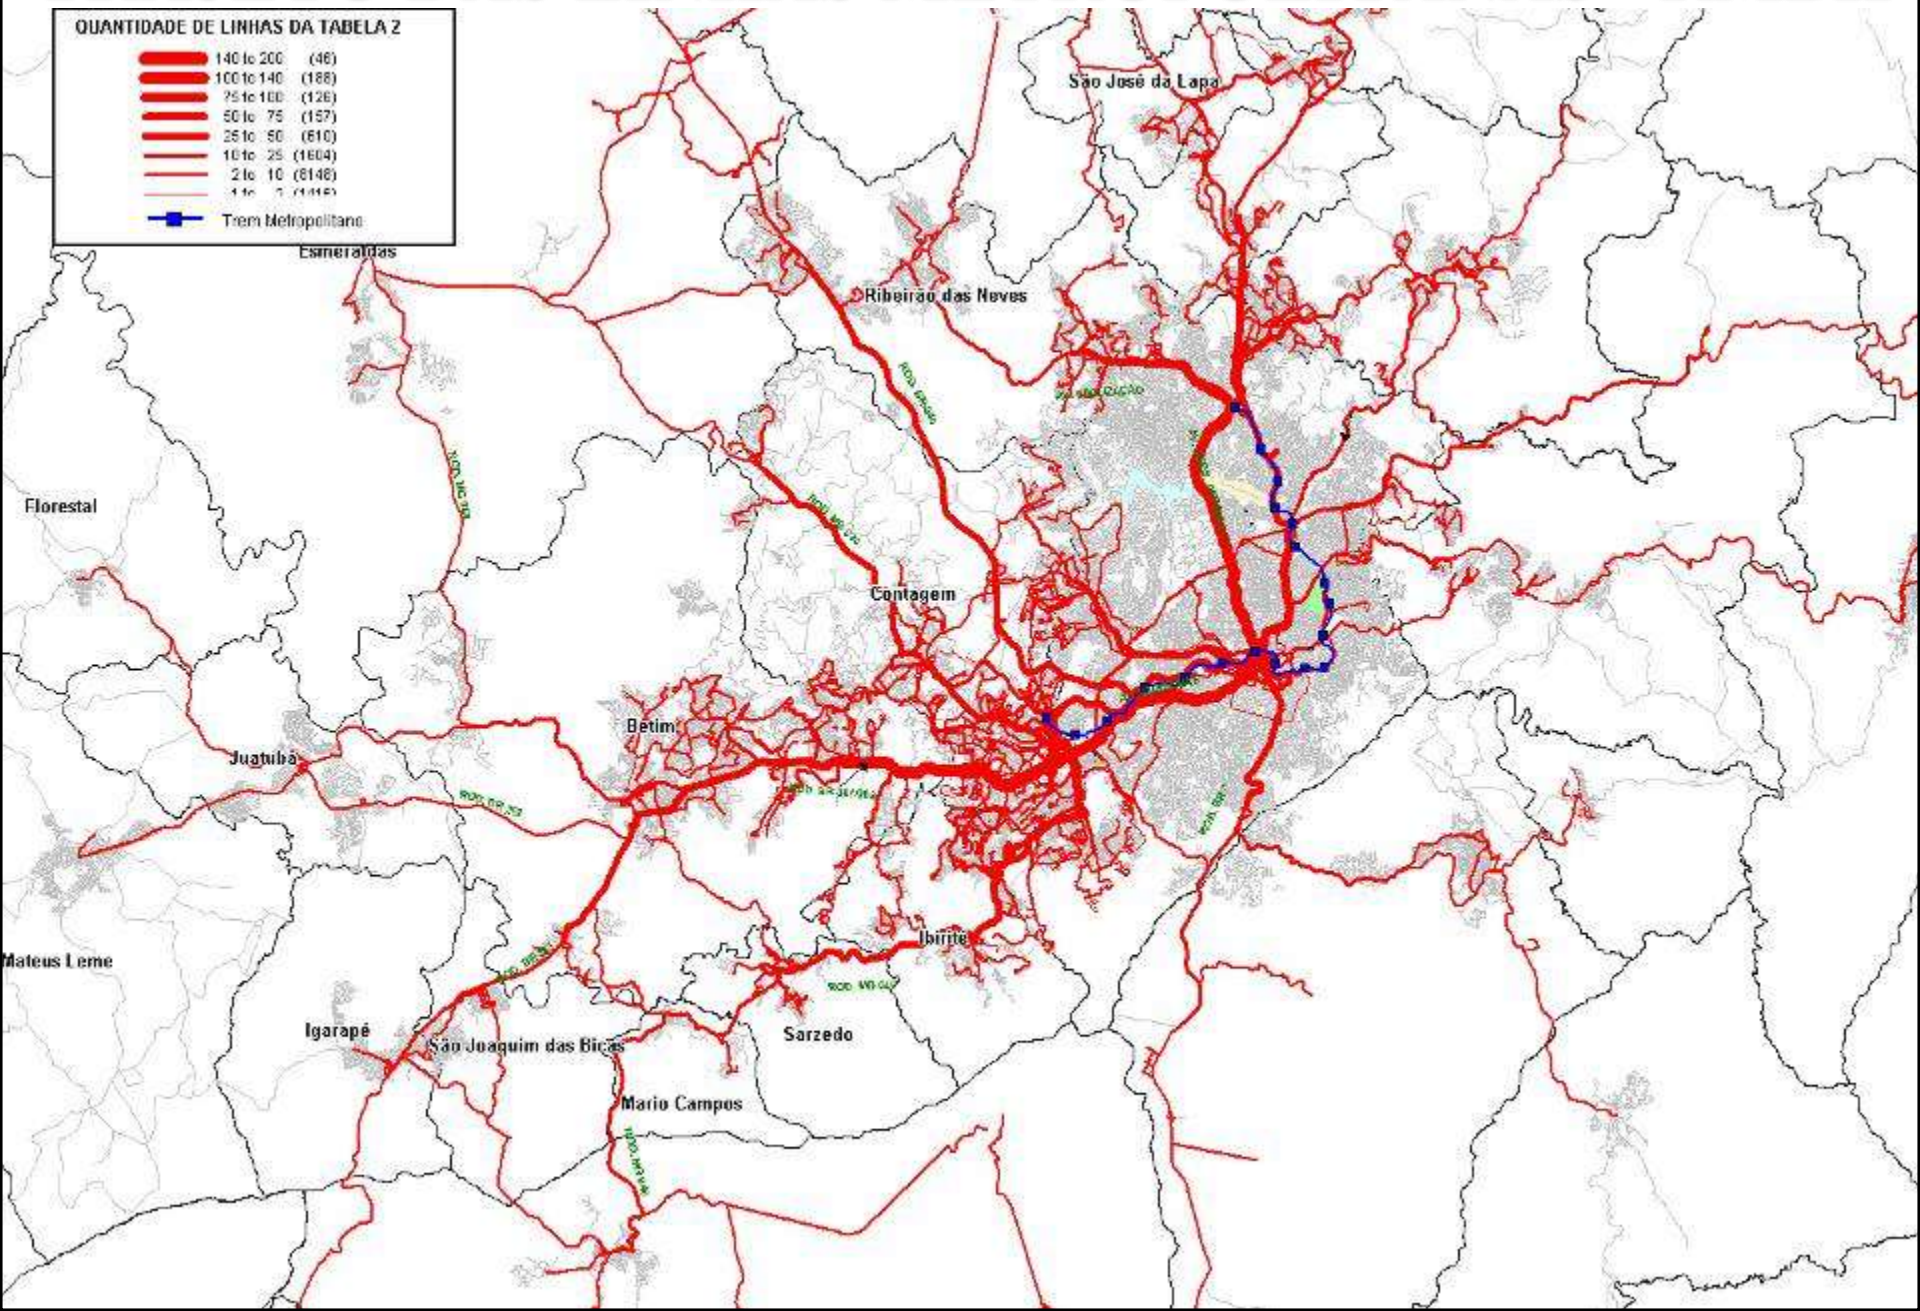 QUANTIDADE DE LINHAS DA TABELA 2
140 to 200 (46)
100 to 140 (188)
75 to 100 (126)
50 to 75 (157)
25 to 50 (610)
10 to 25 (1604)
2 to 10 (8148)
Trem Metropolitano
Esmeraldas
São José da Lapa
Ribeirão das Neves
Florestal
Contagem
Betim
Juatuba
Ibirité
Mateus Leme
Igarapé
São Joaquim das Bicas
Sarzedo
Mario Campos